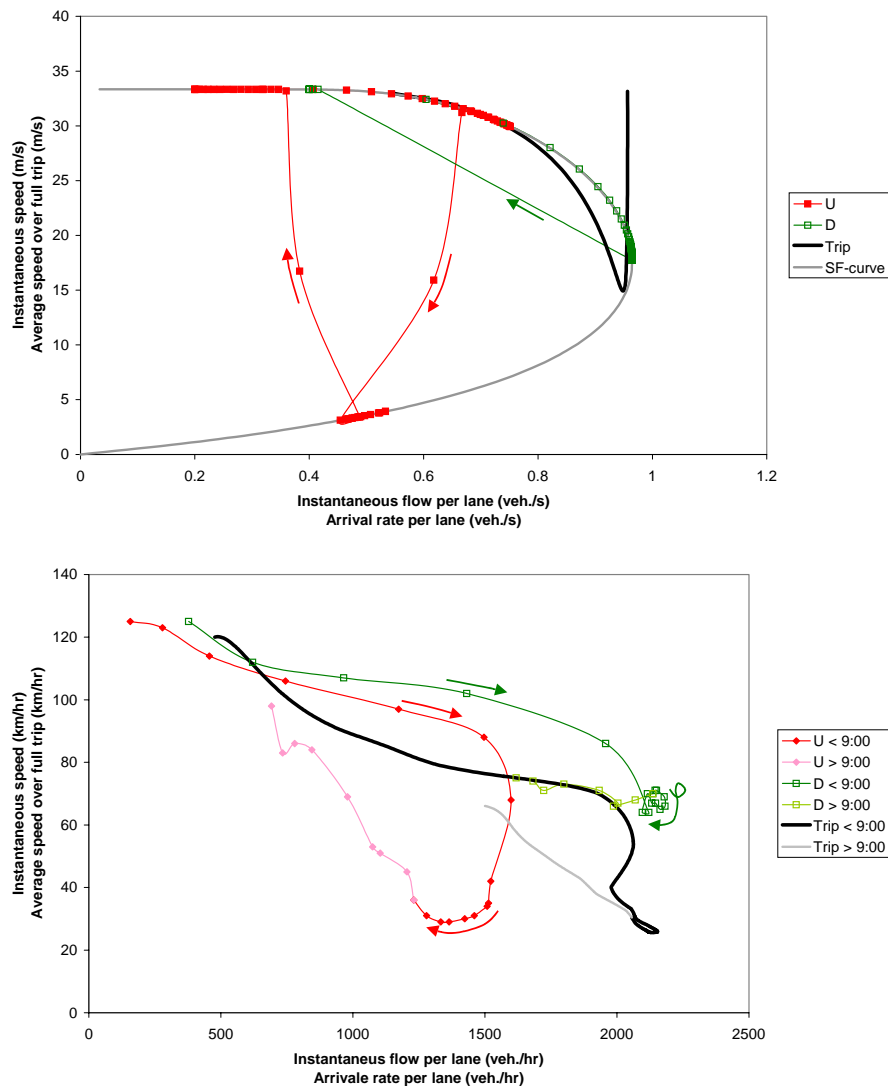 40
35
30
25
20
15
10
5
0
Instantaneous speed (m/s)
Average speed over full trip (m/s)
0 0.2 0.4 0.6 0.8 1 1.2
Instantaneous flow per lane (veh./s)
Arrival rate per lane (veh./s)
U
D
Trip
SF-curve
140
120
100
80
60
40
20
0
Instantaneous speed (km/hr)
Average speed over full trip (km/hr)
0 500 1000 1500 2000 2500
Instantaneus flow per lane (veh./hr)
Arrivale rate per lane (veh./hr)
U < 9:00
U > 9:00
D < 9:00
D > 9:00
Trip < 9:00
Trip > 9:00